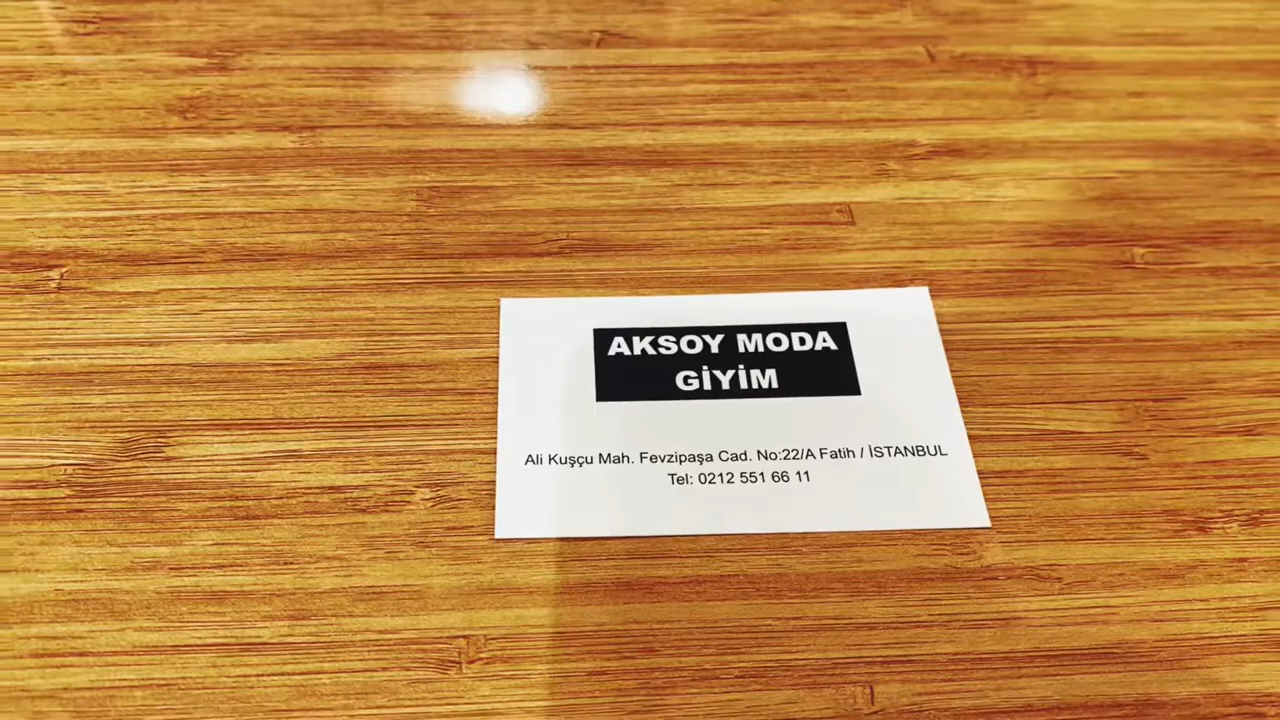 AKSOY MODA
GİYİM
Ali Kuşçu Mah. Fevzipaşa Cad. No:22/A Fatih / İSTANBUL
Tel: 0212 551 66 11